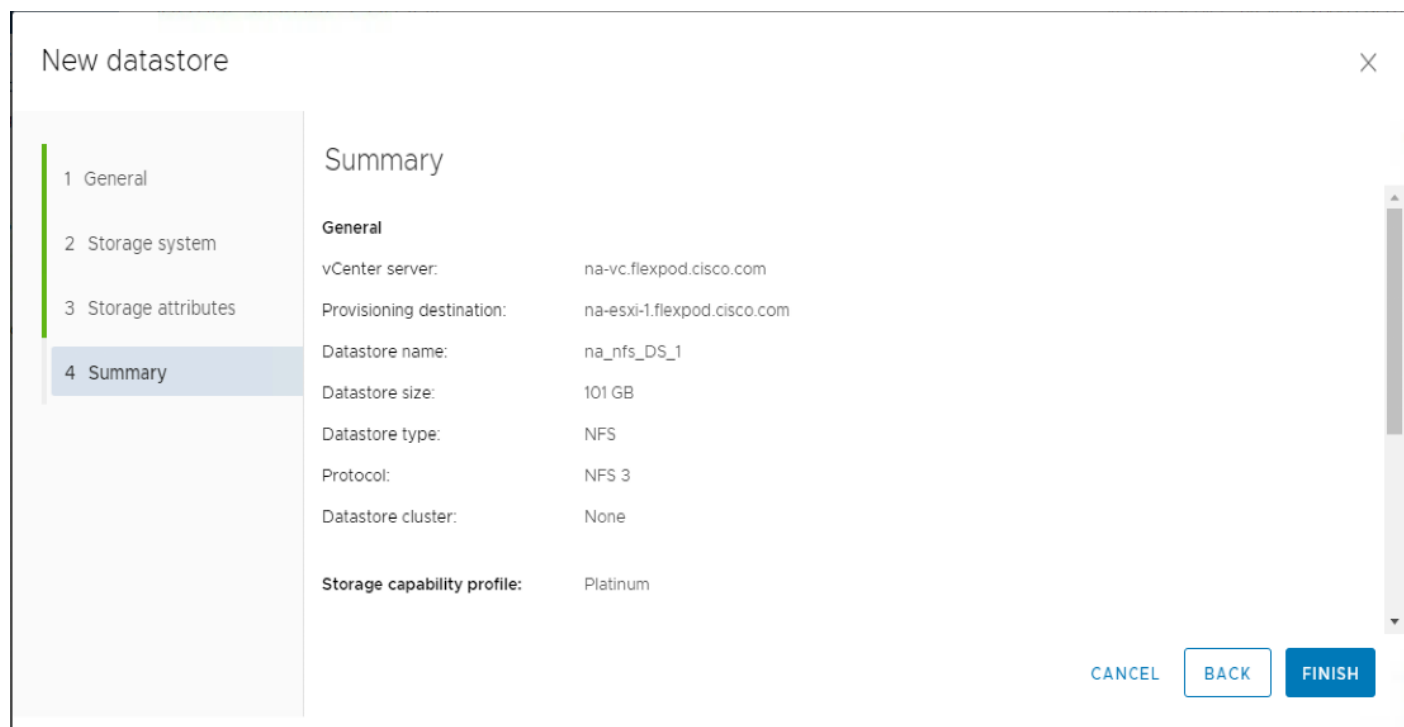 New datastore
1 General
2 Storage system
3 Storage attributes
4 Summary
Summary
General
vCenter server: na-vc.flexpod.cisco.com
Provisioning destination: na-esxi-1.flexpod.cisco.com
Datastore name: na_nfs_DS_1
Datastore size: 101 GB
Datastore type: NFS
Protocol: NFS 3
Datastore cluster: None
Storage capability profile: Platinum
CANCEL BACK FINISH